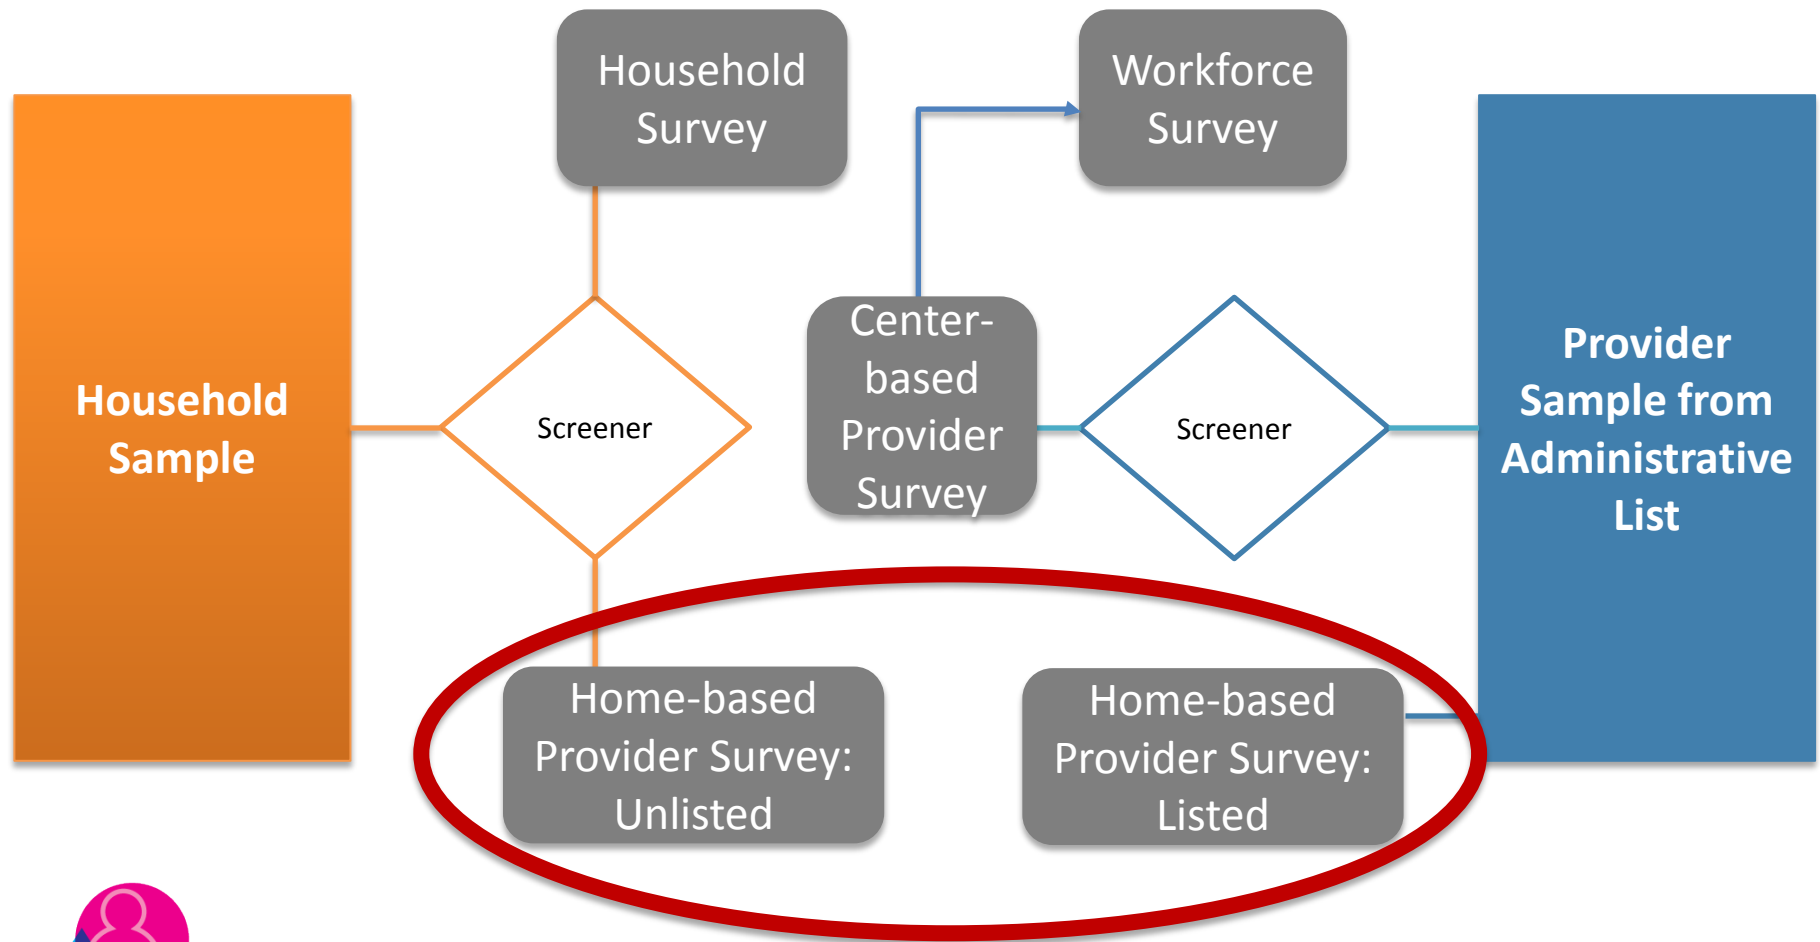 Household
Survey
Workforce
Survey
Household
Sample
Screener
Center-
based
Provider
Survey
Screener
Provider
Sample from
Administrative
List
Home-based
Provider Survey:
Unlisted
Home-based
Provider Survey:
Listed